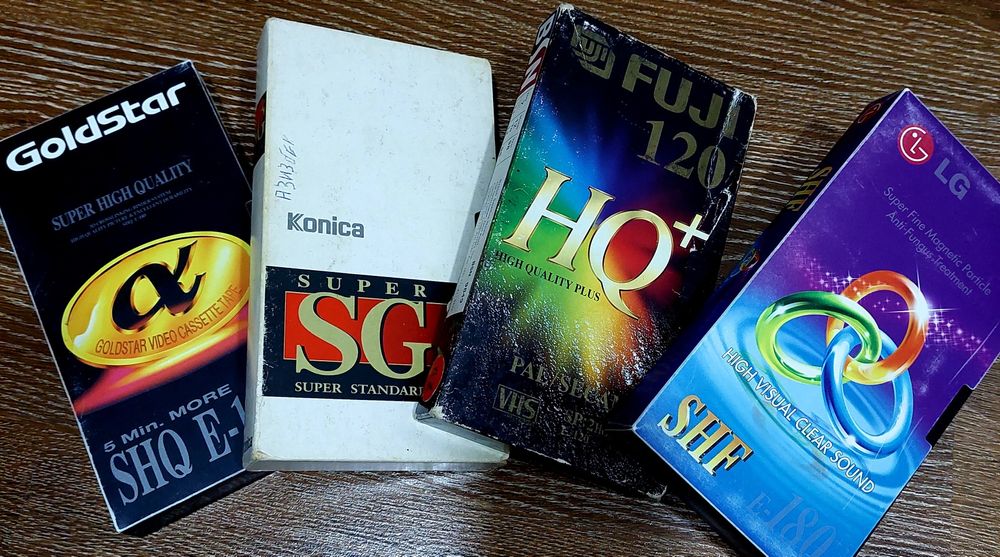 GoldStar
SUPER HIGH QUALITY
α
GOLDSTAR VIDEO CASSETTE TAPE
5 Min. MORE
SHQ E-1
Konica
SUPER
SG
SUPER STANDARD
FUJI
FUJI
120
HQ+
HIGH QUALITY PLUS
PAL/SECAM
VHS
LG
Super Fine Magnetic Particle
Anti-Fungus Treatment
HIGH VISUAL CLEAR SOUND
SHF
E-180